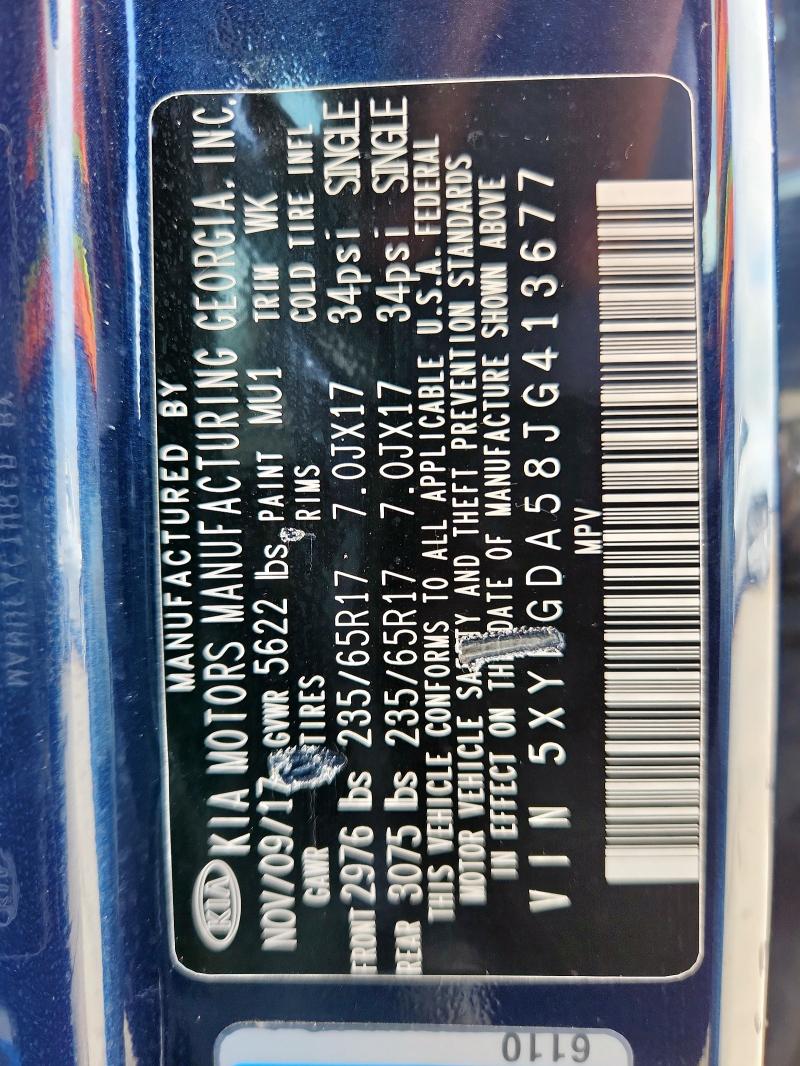 MANUFACTURED BY
KIA KIA MOTORS MANUFACTURING GEORGIA, INC.
NOV/09/17 GVWR 5622 lbs PAINT MU1 TRIM WK
GAWR TIRES RIMS COLD TIRE INFL
FRONT 2976 lbs 235/65R17 7.0JX17 34psi SINGLE
REAR 3075 lbs 235/65R17 7.0JX17 34psi SINGLE
THIS VEHICLE CONFORMS TO ALL APPLICABLE U.S.A. FEDERAL
MOTOR VEHICLE SAFETY AND THEFT PREVENTION STANDARDS
IN EFFECT ON THE DATE OF MANUFACTURE SHOWN ABOVE
VIN 5XY GDA58JG413677
MPV
6110